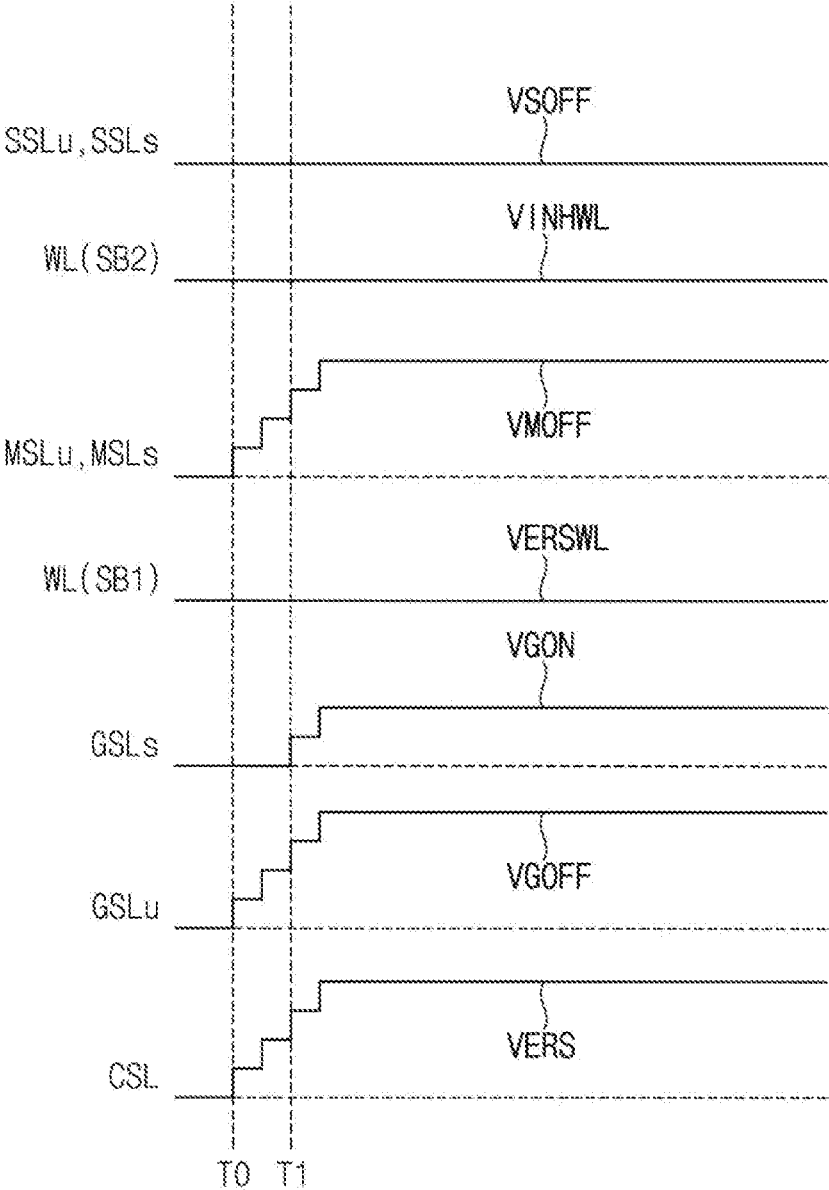 VSOFF
SSLu,SSLs
VINHWL
WL(SB2)
VMOFF
MSLu,MSLs
VERSWL
WL(SB1)
VGON
GSLs
VGOFF
GSLu
VERS
CSL
T0 T1